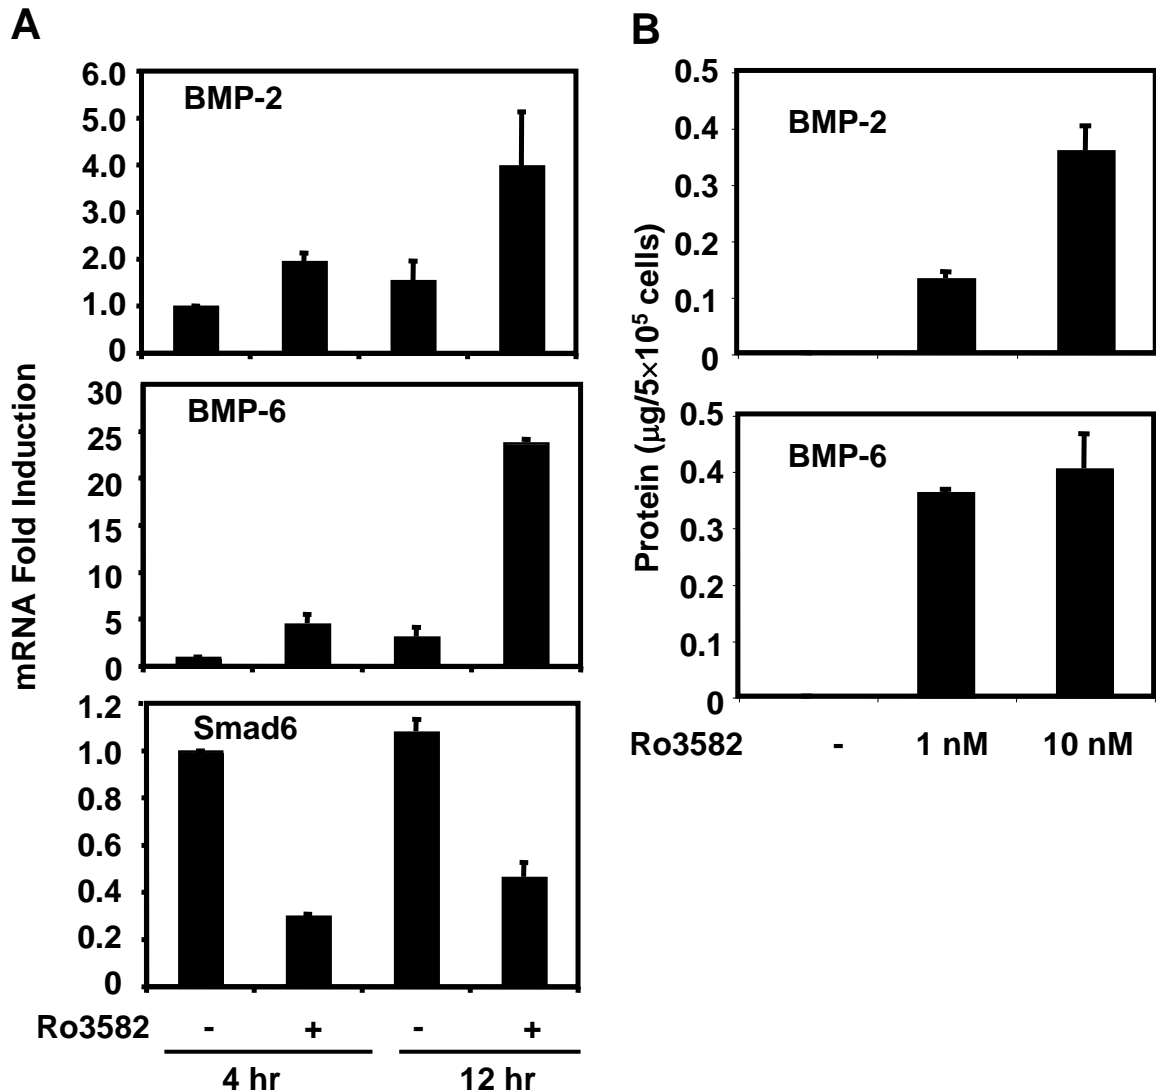 A
mRNA Fold Induction
BMP-2
6.0
5.0
4.0
3.0
2.0
1.0
0
BMP-6
30
25
20
15
10
5
0
Smad6
1.2
1.0
0.8
0.6
0.4
0.2
0
Ro3582 - + - +
4 hr 12 hr
B
Protein (μg/5×10⁵ cells)
BMP-2
0.5
0.4
0.3
0.2
0.1
0
BMP-6
0.5
0.4
0.3
0.2
0.1
0
Ro3582 - 1 nM 10 nM